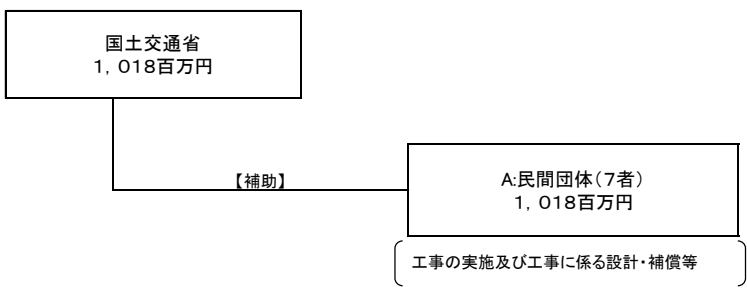 国土交通省
１，０１８百万円
【補助】
A:民間団体（７者）
１，０１８百万円
工事の実施及び工事に係る設計・補償等